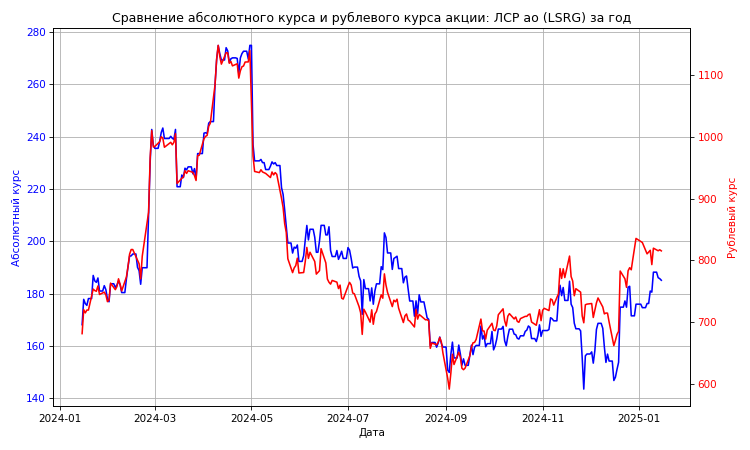 Сравнение абсолютного курса и рублевого курса акции: ЛСР ао (LSRG) за год
280
260
240
220
200
180
160
140
Абсолютный курс
1100
1000
900
800
700
600
Рублевый курс
2024-01 2024-03 2024-05 2024-07 2024-09 2024-11 2025-01
Дата